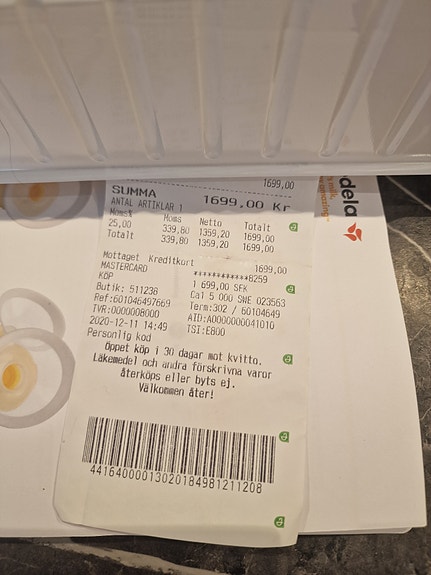 1699,00
SUMMA 1699,00 Kr
ANTAL ARTIKLAR 1
Moms% Moms Netto Totalt
25,00 339,80 1359,20 1699,00
Totalt 339,80 1359,20 1699,00
Mottaget Kreditkort 1699,00
MASTERCARD ************8259
KÖP 1 699,00 SEK
Butik: 511238 Ca1 5 000 SWE 023563
Ref:601046497669 Term:302 / 60104649
TVR:0000008000 AID:A0000000041010
2020-12-11 14:49 TSI:E800
Personlig kod
Öppet köp i 30 dagar mot kvitto.
Läkemedel och andra förskrivna varor
återköps eller byts ej.
Välkommen åter!
44164000013020184981211208
dela